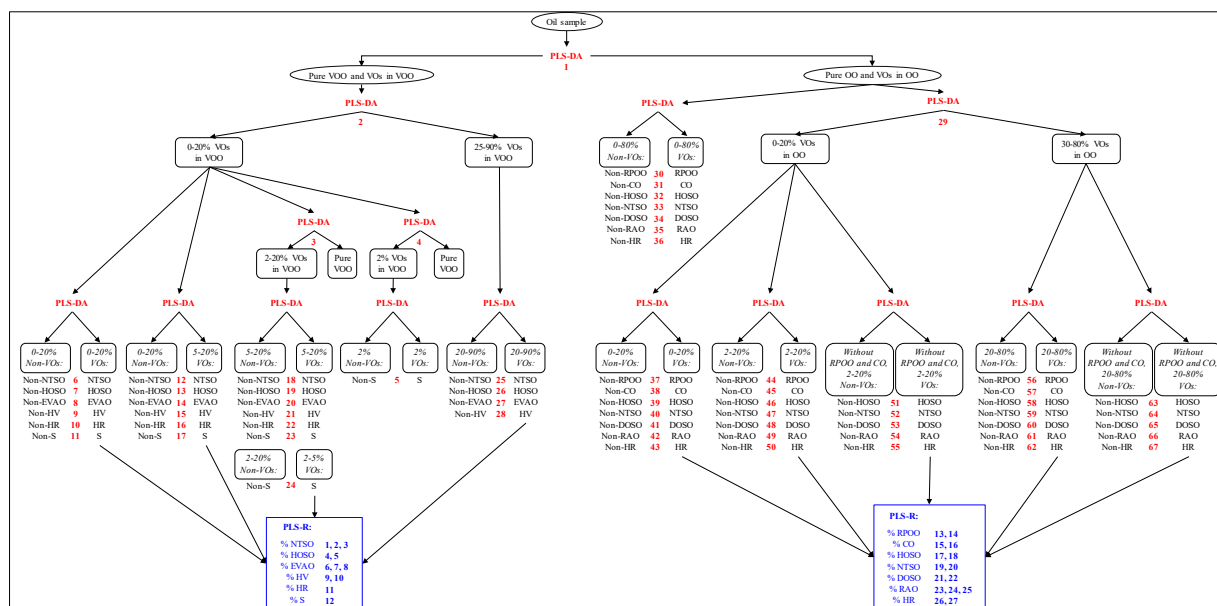 Oil sample
PLS-DA
1
Pure VOO and VOs in VOO
Pure OO and VOs in OO
PLS-DA
2
PLS-DA
PLS-DA
29
0-20% VOs
in VOO
25-90% VOs
in VOO
0-80%
Non-VOs:
0-80%
VOs:
0-20% VOs
in OO
30-80% VOs
in OO
Non-RPOO 30 RPOO
Non-CO 31 CO
Non-HOSO 32 HOSO
Non-NTSO 33 NTSO
Non-DOSO 34 DOSO
Non-RAO 35 RAO
Non-HR 36 HR
PLS-DA
3
PLS-DA
4
2-20% VOs
in VOO
Pure
VOO
2% VOs
in VOO
Pure
VOO
PLS-DA
PLS-DA
PLS-DA
PLS-DA
PLS-DA
PLS-DA
PLS-DA
PLS-DA
PLS-DA
PLS-DA
0-20%
Non-VOs:
0-20%
VOs:
Non-NTSO 6 NTSO
Non-HOSO 7 HOSO
Non-EVAO 8 EVAO
Non-HV 9 HV
Non-HR 10 HR
Non-S 11 S
0-20%
Non-VOs:
5-20%
VOs:
Non-NTSO 12 NTSO
Non-HOSO 13 HOSO
Non-EVAO 14 EVAO
Non-HV 15 HV
Non-HR 16 HR
Non-S 17 S
5-20%
Non-VOs:
5-20%
VOs:
Non-NTSO 18 NTSO
Non-HOSO 19 HOSO
Non-EVAO 20 EVAO
Non-HV 21 HV
Non-HR 22 HR
Non-S 23 S
2-20%
Non-VOs:
2-5%
VOs:
Non-S 24 S
2%
Non-VOs:
2%
VOs:
Non-S 5 S
20-90%
Non-VOs:
20-90%
VOs:
Non-NTSO 25 NTSO
Non-HOSO 26 HOSO
Non-EVAO 27 EVAO
Non-HV 28 HV
0-20%
Non-VOs:
0-20%
VOs:
Non-RPOO 37 RPOO
Non-CO 38 CO
Non-HOSO 39 HOSO
Non-NTSO 40 NTSO
Non-DOSO 41 DOSO
Non-RAO 42 RAO
Non-HR 43 HR
2-20%
Non-VOs:
2-20%
VOs:
Non-RPOO 44 RPOO
Non-CO 45 CO
Non-HOSO 46 HOSO
Non-NTSO 47 NTSO
Non-DOSO 48 DOSO
Non-RAO 49 RAO
Non-HR 50 HR
Without
RPOO and CO,
2-20%
Non-VOs:
Without
RPOO and CO,
2-20%
VOs:
Non-HOSO 51 HOSO
Non-NTSO 52 NTSO
Non-DOSO 53 DOSO
Non-RAO 54 RAO
Non-HR 55 HR
20-80%
Non-VOs:
20-80%
VOs:
Non-RPOO 56 RPOO
Non-CO 57 CO
Non-HOSO 58 HOSO
Non-NTSO 59 NTSO
Non-DOSO 60 DOSO
Non-RAO 61 RAO
Non-HR 62 HR
Without
RPOO and CO,
20-80%
Non-VOs:
Without
RPOO and CO,
20-80%
VOs:
Non-HOSO 63 HOSO
Non-NTSO 64 NTSO
Non-DOSO 65 DOSO
Non-RAO 66 RAO
Non-HR 67 HR
PLS-R:
% NTSO 1, 2, 3
% HOSO 4, 5
% EVAO 6, 7, 8
% HV 9, 10
% HR 11
% S 12
PLS-R:
% RPOO 13, 14
% CO 15, 16
% HOSO 17, 18
% NTSO 19, 20
% DOSO 21, 22
% RAO 23, 24, 25
% HR 26, 27